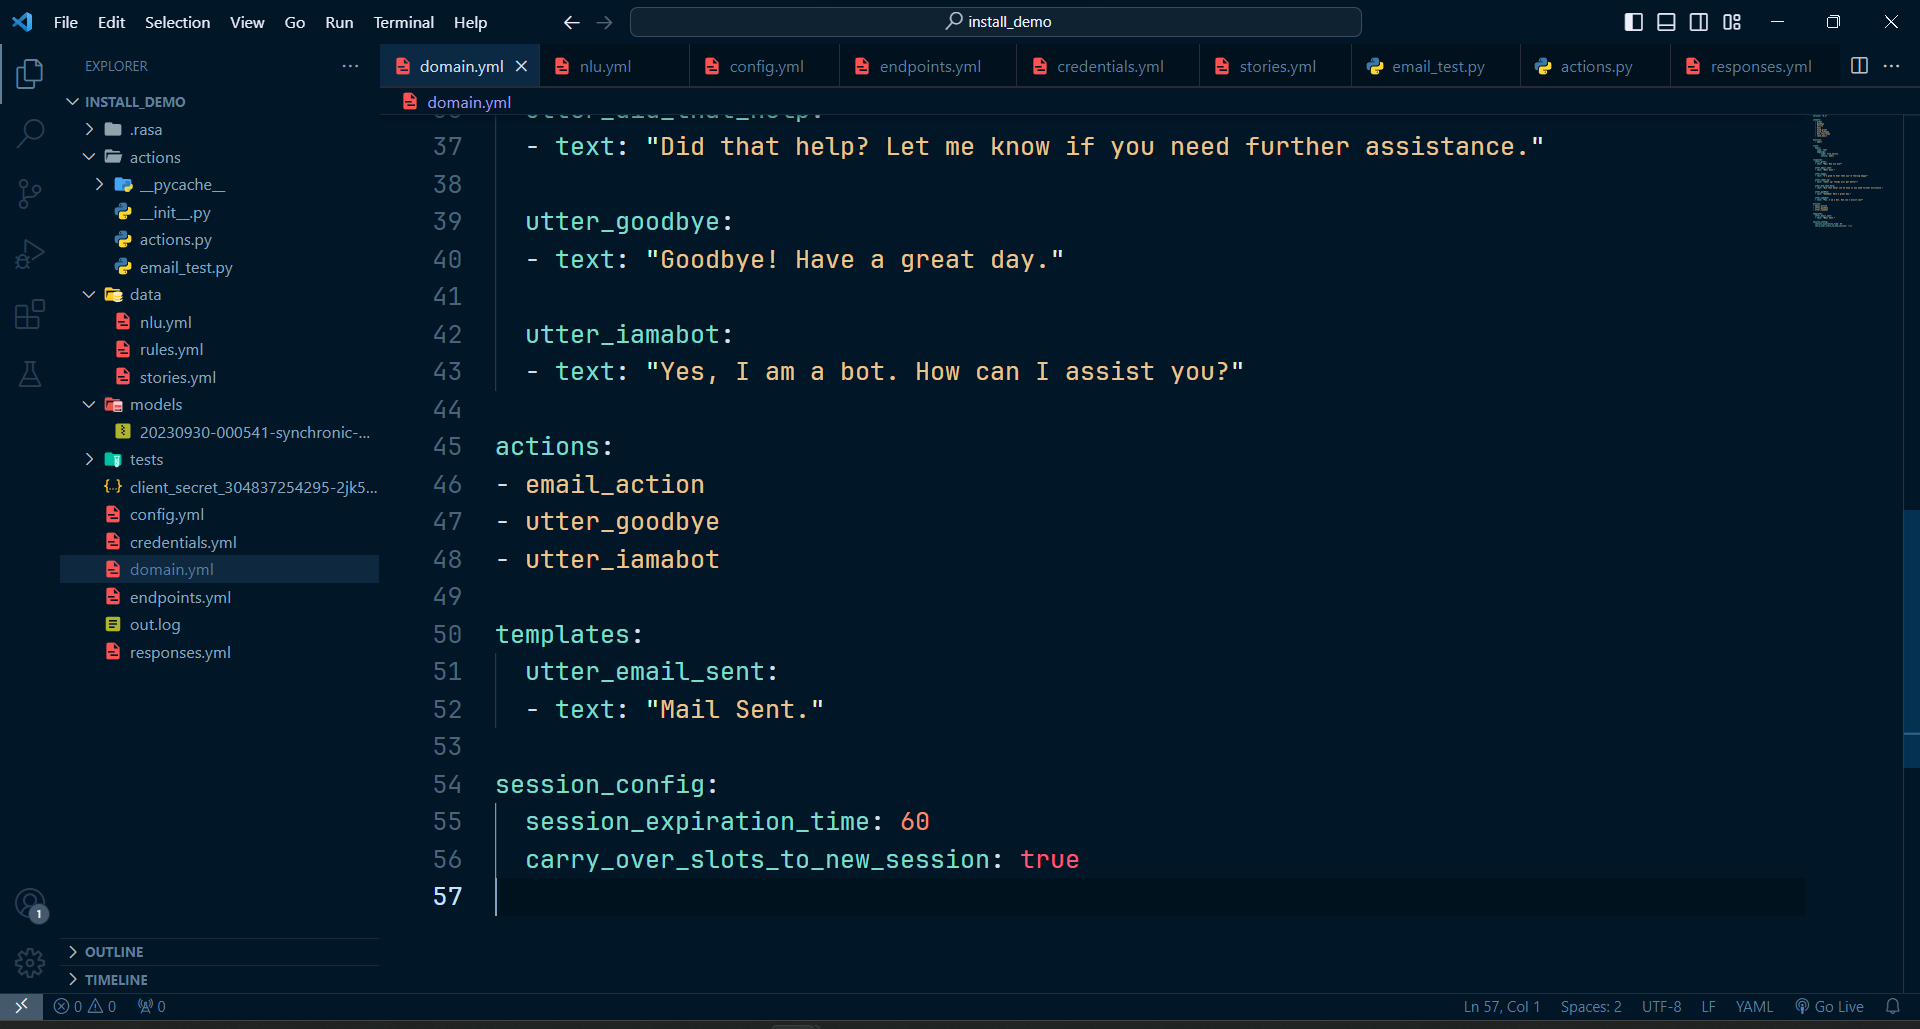 File Edit Selection View Go Run Terminal Help
install_demo
EXPLORER
INSTALL_DEMO
.rasa
actions
__pycache__
__init__.py
actions.py
email_test.py
data
nlu.yml
rules.yml
stories.yml
models
20230930-000541-synchronic-...
tests
client_secret_304837254295-2jk5...
config.yml
credentials.yml
domain.yml
endpoints.yml
out.log
responses.yml
OUTLINE
TIMELINE
domain.yml nlu.yml config.yml endpoints.yml credentials.yml stories.yml email_test.py actions.py responses.yml
domain.yml
36 utter_did_that_help:
37 - text: "Did that help? Let me know if you need further assistance."
38
39 utter_goodbye:
40 - text: "Goodbye! Have a great day."
41
42 utter_iamabot:
43 - text: "Yes, I am a bot. How can I assist you?"
44
45 actions:
46 - email_action
47 - utter_goodbye
48 - utter_iamabot
49
50 templates:
51 utter_email_sent:
52 - text: "Mail Sent."
53
54 session_config:
55 session_expiration_time: 60
56 carry_over_slots_to_new_session: true
57
1
0 0 0
Ln 57, Col 1 Spaces: 2 UTF-8 LF YAML Go Live